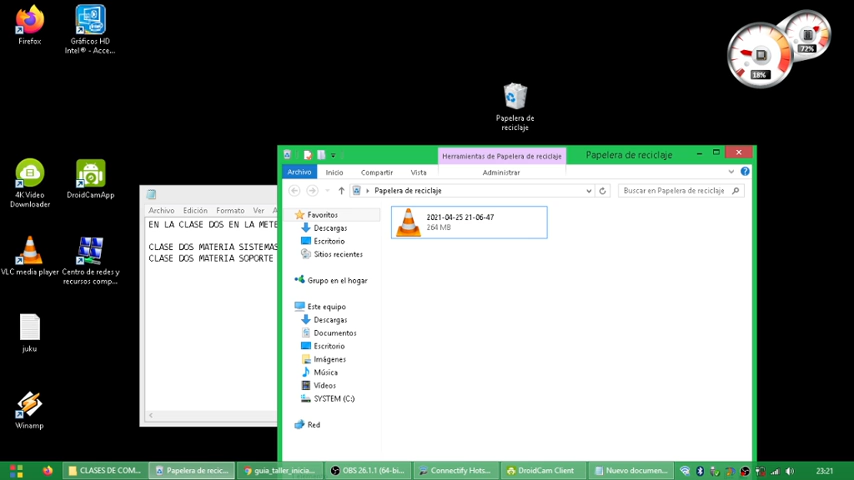 Firefox
Gráficos HD
Intel® - Acce...
72%
18%
Papelera de
reciclaje
4K Video
Downloader
DroidCamApp
VLC media player
Centro de redes y
recursos comp...
juku
Winamp
Archivo Edición Formato Ver A
EN LA CLASE DOS EN LA METE
CLASE DOS MATERIA SISTEMAS
CLASE DOS MATERIA SOPORTE
Herramientas de Papelera de reciclaje
Papelera de reciclaje
Archivo Inicio Compartir Vista Administrar
Papelera de reciclaje
Buscar en Papelera de reciclaje
Favoritos
Descargas
Escritorio
Sitios recientes
Grupo en el hogar
Este equipo
Descargas
Documentos
Escritorio
Imágenes
Música
Vídeos
SYSTEM (C:)
Red
2021-04-25 21-06-47
264 MB
CLASES DE COM...
Papelera de recic...
guia_taller_inicia...
OBS 26.1.1 (64-bi...
Connectify Hots...
DroidCam Client
Nuevo documen...
23:21